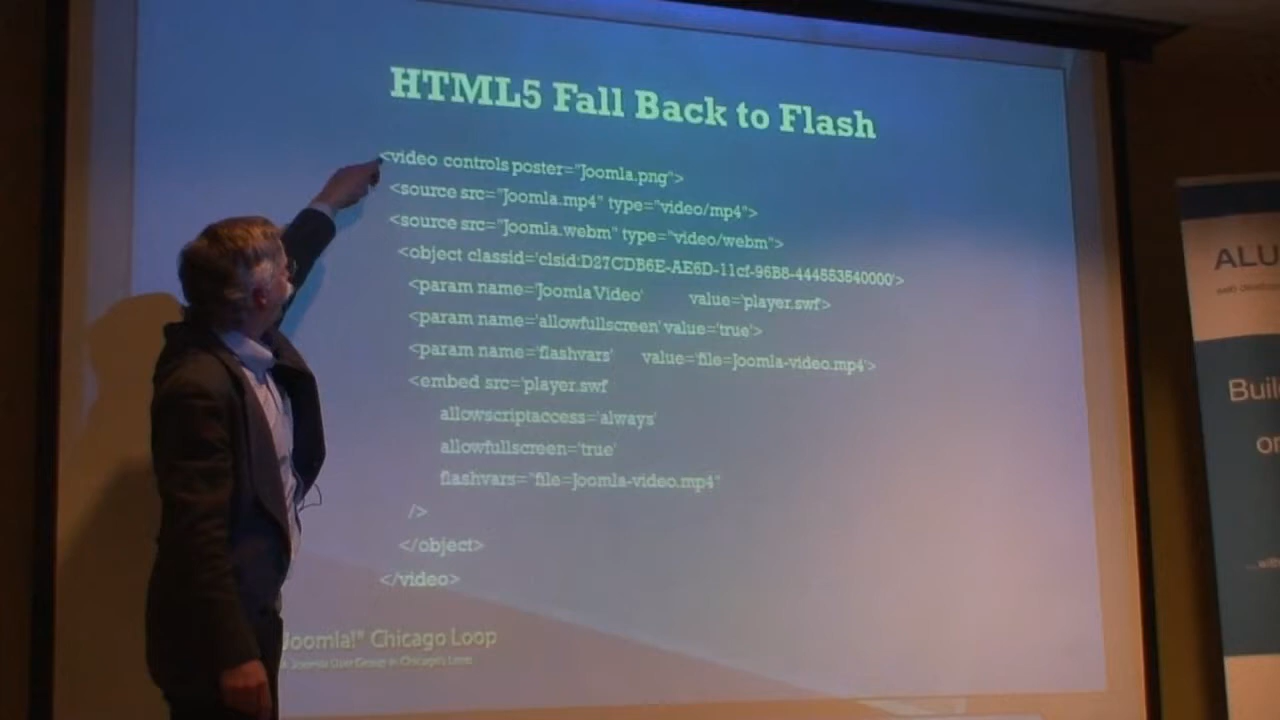 HTML5 Fall Back to Flash
<video controls poster="Joomla.png">
<source src="Joomla.mp4" type="video/mp4">
<source src="Joomla.webm" type="video/webm">
<object classid='clsid:D27CDB6E-AE6D-11cf-96B8-444553540000'>
<param name='Joomla Video' value='player.swf'>
<param name='allowfullscreen' value='true'>
<param name='flashvars' value='file=Joomla-video.mp4'>
<embed src='player.swf'
allowscriptaccess='always'
allowfullscreen='true'
flashvars="file=Joomla-video.mp4"
/>
</object>
</video>
Joomla!® Chicago Loop
A Joomla User Group in Chicago's Loop
ALU
Buil